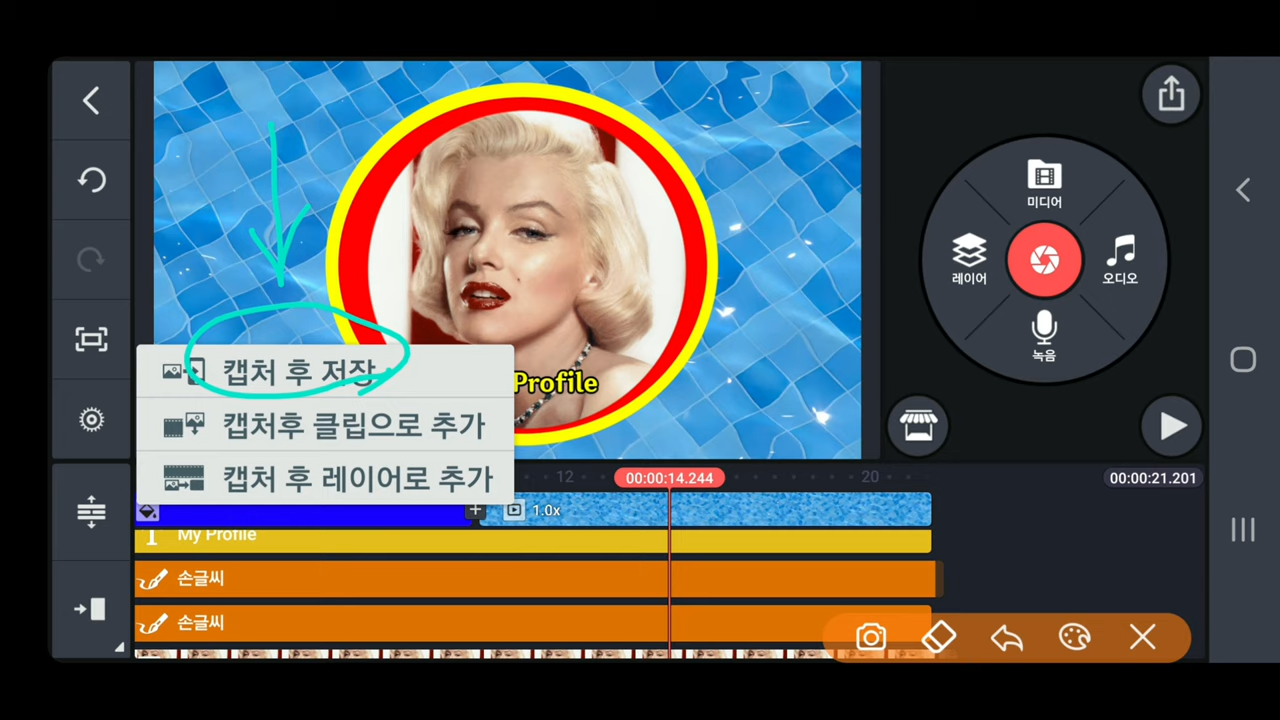 미디어
레이어
오디오
녹음
캡처 후 저장
캡처후 클립으로 추가
캡처 후 레이어로 추가
Profile
12
00:00:14.244
20
00:00:21.201
1.0x
My Profile
손글씨
손글씨